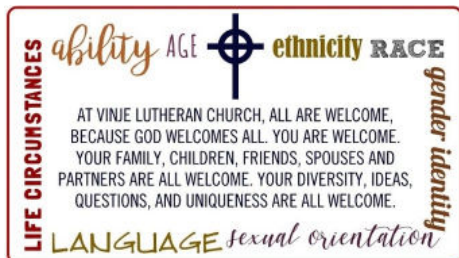 ability AGE ethnicity RACE
LIFE CIRCUMSTANCES
gender identity
AT VINJE LUTHERAN CHURCH, ALL ARE WELCOME,
BECAUSE GOD WELCOMES ALL. YOU ARE WELCOME.
YOUR FAMILY, CHILDREN, FRIENDS, SPOUSES AND
PARTNERS ARE ALL WELCOME. YOUR DIVERSITY, IDEAS,
QUESTIONS, AND UNIQUENESS ARE ALL WELCOME.
LANGUAGE sexual orientation